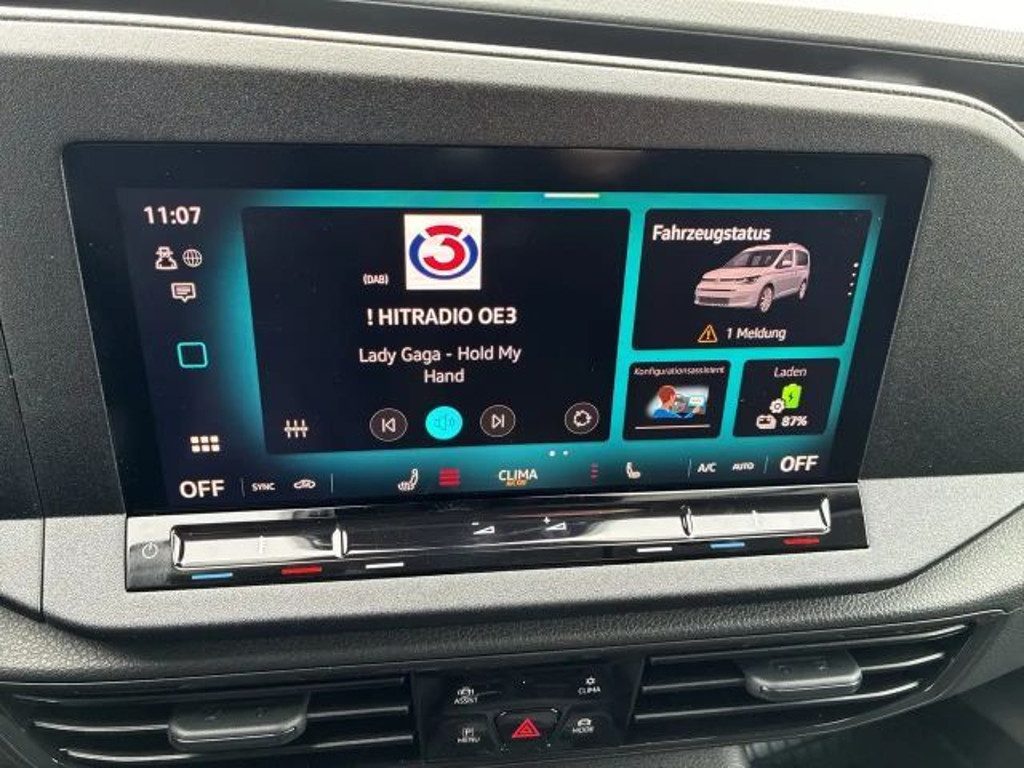 11:07
3
(DAB)
! HITRADIO OE3
Lady Gaga - Hold My
Hand
Fahrzeugstatus
1 Meldung
Konfigurationsassistent
Laden
87%
OFF
SYNC
CLIMA
A/C
AUTO
OFF
ASSIST
CLIMA
MENU
MODE